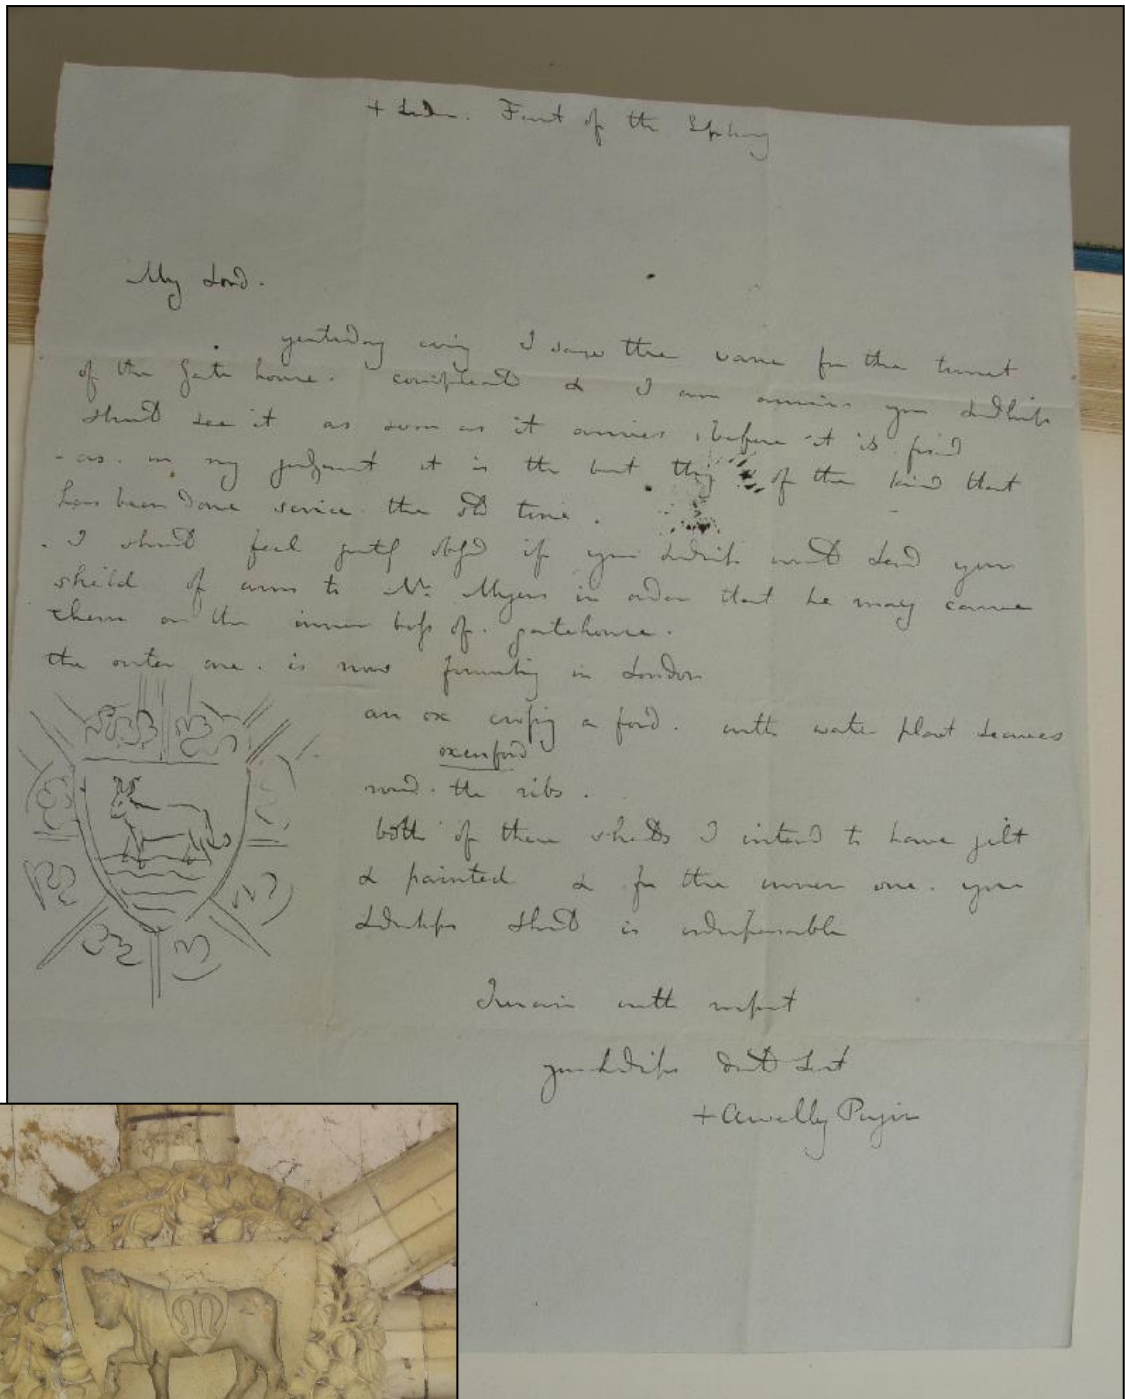 + Feast of the Epiphany
My Lord.
yesterday I saw the vane for the turret
of the gate house. compleat & I am anxious your Lordship
should see it as soon as it arrives before it is fixed
as in my judgment it is the best thing of the kind that
has been done since the old time.
I should feel greatly obliged if your Lordship would send your
shield of arms to Mr. Myers in order that he may carve
them on the inner boss of gatehouse.
the outer one. is now in London
an ox crossing a ford. with water plant leaves
oxenford
round. the ribs.
both of these shields I intend to have gilt
& painted & for the inner one. your
Lordships shield is indispensable
I remain with respect
your Lordships
+ AWelby Pugin